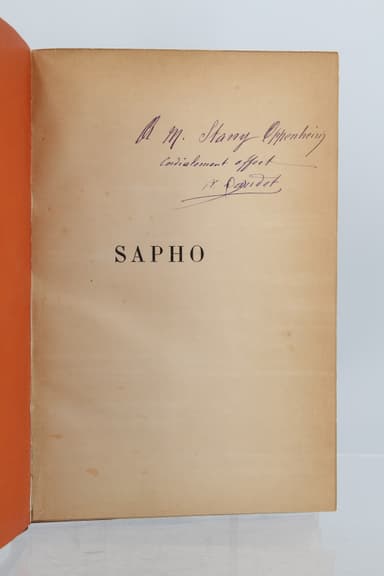 A M. Stany Oppenheim
Cordialement offert
A Daudet
SAPHO